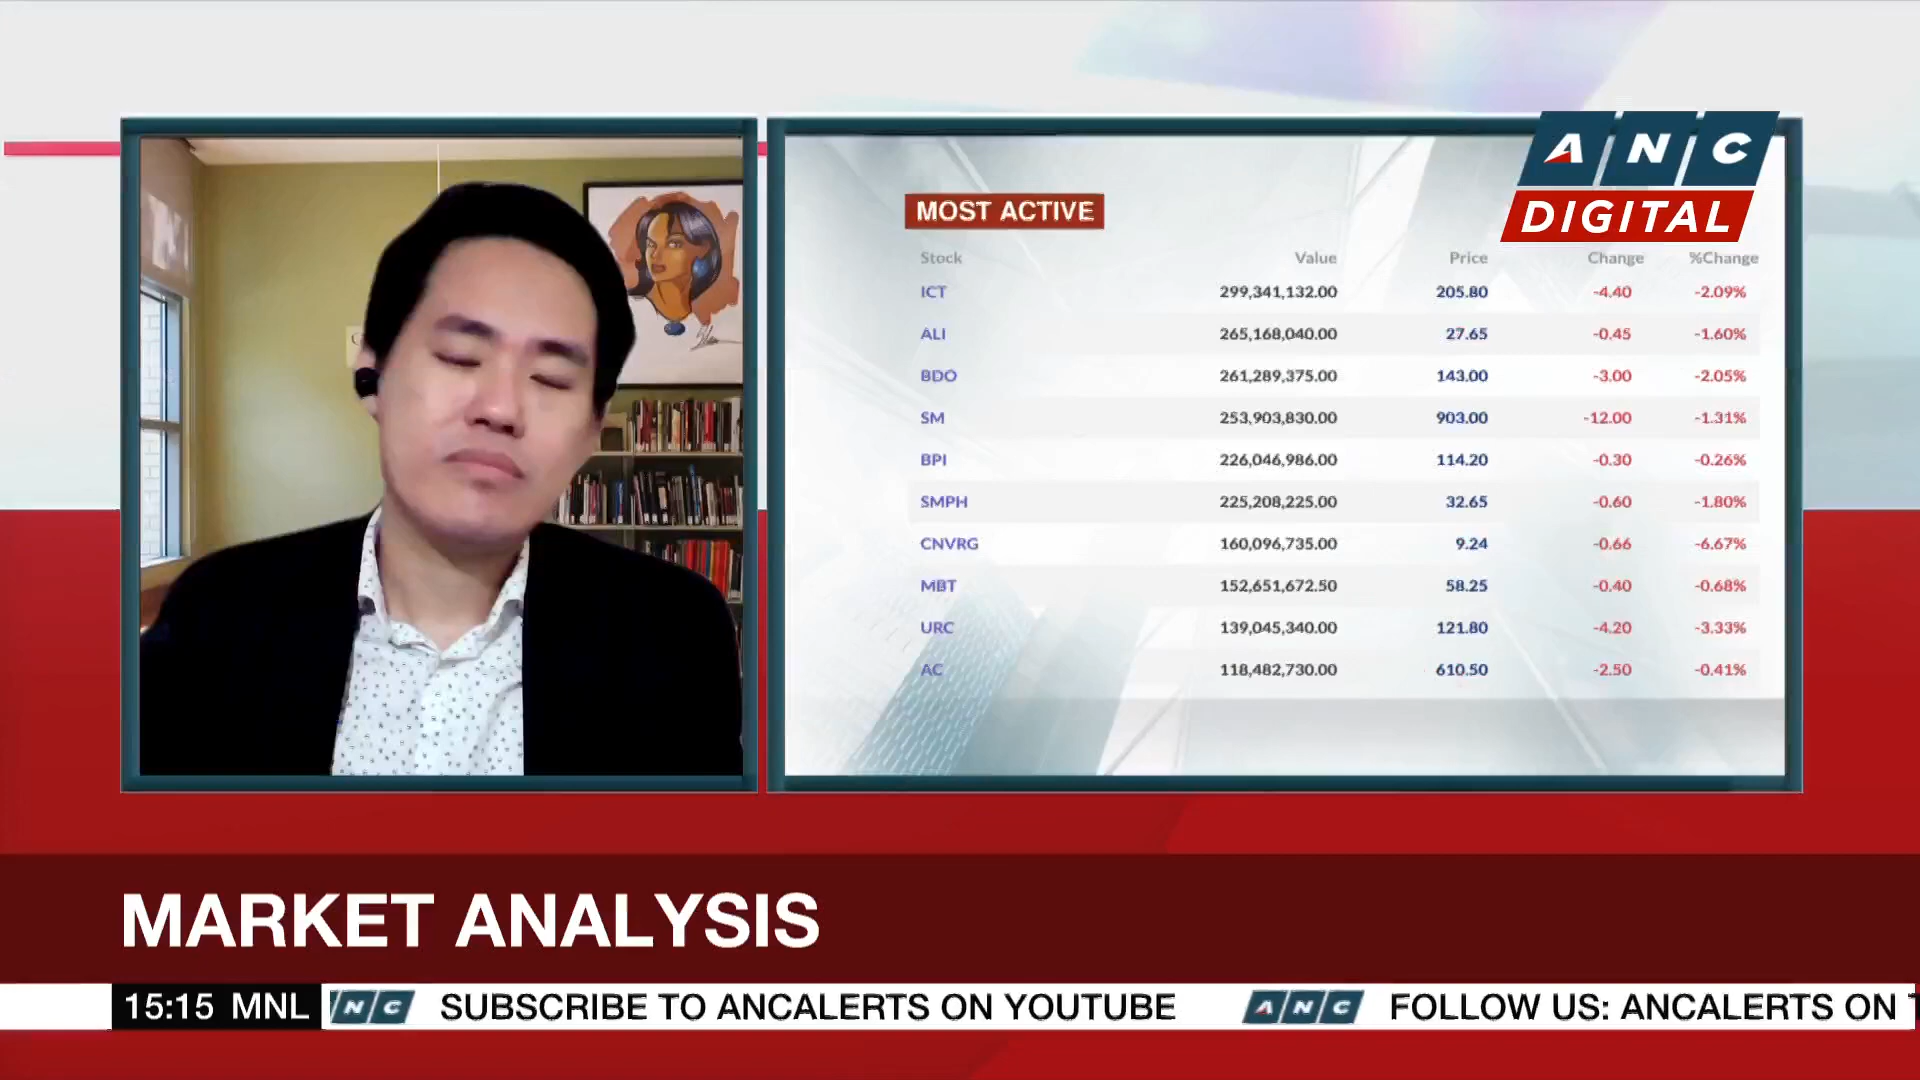 ANC
DIGITAL
MOST ACTIVE
Stock Value Price Change %Change
ICT 299,341,132.00 205.80 -4.40 -2.09%
ALI 265,168,040.00 27.65 -0.45 -1.60%
BDO 261,289,375.00 143.00 -3.00 -2.05%
SM 253,903,830.00 903.00 -12.00 -1.31%
BPI 226,046,986.00 114.20 -0.30 -0.26%
SMPH 225,208,225.00 32.65 -0.60 -1.80%
CNVRG 160,096,735.00 9.24 -0.66 -6.67%
MBT 152,651,672.50 58.25 -0.40 -0.68%
URC 139,045,340.00 121.80 -4.20 -3.33%
AC 118,482,730.00 610.50 -2.50 -0.41%
MARKET ANALYSIS
15:15 MNL NC SUBSCRIBE TO ANCALERTS ON YOUTUBE ANC FOLLOW US: ANCALERTS ON